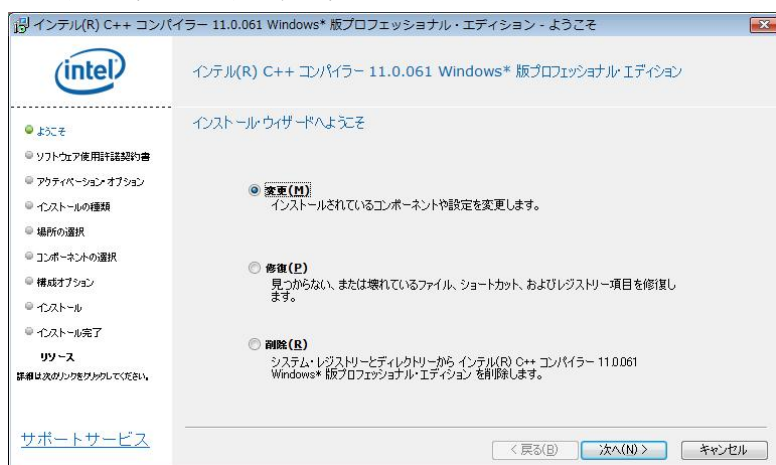 インテル(R) C++ コンパイラー 11.0.061 Windows* 版プロフェッショナル・エディション - ようこそ
intel
インテル(R) C++ コンパイラー 11.0.061 Windows* 版プロフェッショナル・エディション
ようこそ
ソフトウェア使用許諾契約書
アクティベーション・オプション
インストールの種類
場所の選択
コンポーネントの選択
構成オプション
インストール
インストール完了
リソース
詳細は次のリンクをクリックしてください。
サポートサービス
インストール・ウィザードへようこそ
変更(M)
インストールされているコンポーネントや設定を変更します。
修復(P)
見つからない、または壊れているファイル、ショートカット、およびレジストリー項目を修復し
ます。
削除(R)
システム・レジストリーとディレクトリーから インテル(R) C++ コンパイラー 11.0.061
Windows* 版プロフェッショナル・エディション を削除します。
< 戻る(B)
次へ(N) >
キャンセル